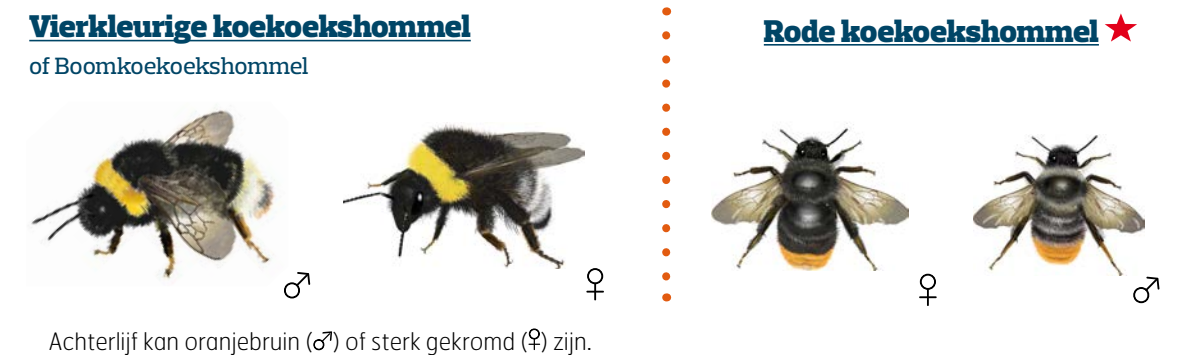 Vierkleurige koekoekshommel
of Boomkoekoekshommel
♂
♀
Achterlijf kan oranjebruin (♂) of sterk gekromd (♀) zijn.
Rode koekoekshommel ★
♀
♂